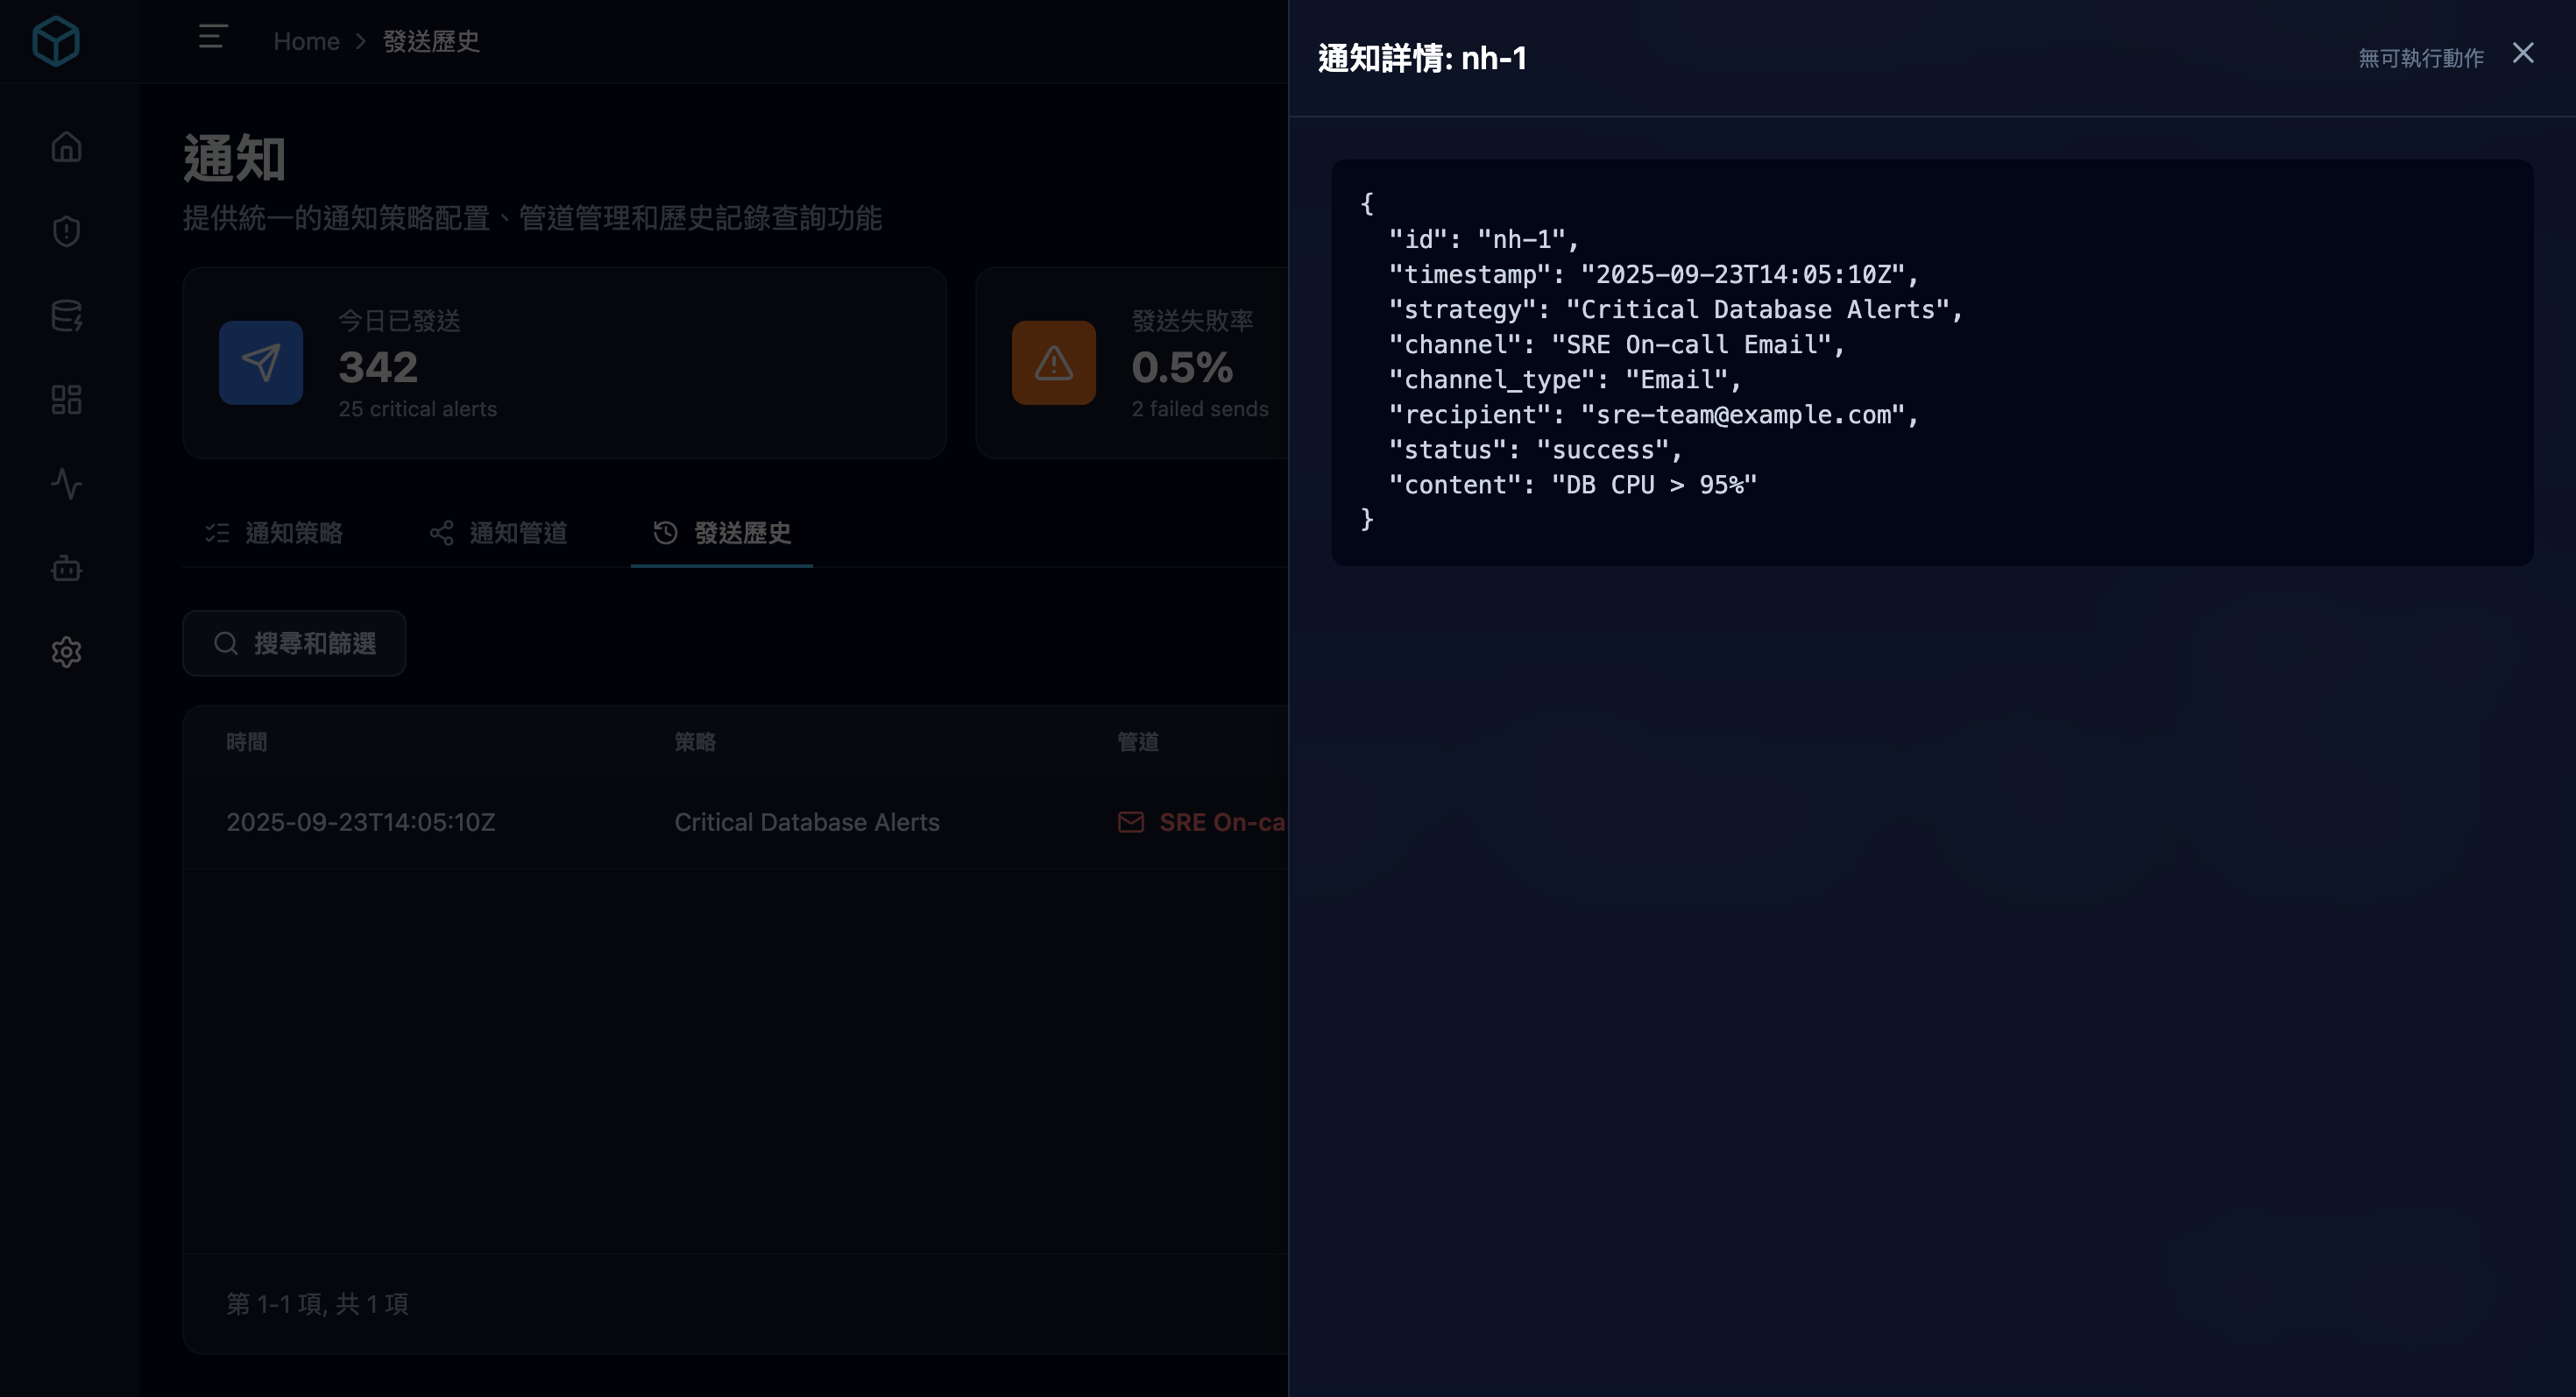 Home > 發送歷史
通知
提供統一的通知策略配置、管道管理和歷史記錄查詢功能
今日已發送
342
25 critical alerts
發送失敗率
0.5%
2 failed sends
通知策略
通知管道
發送歷史
搜尋和篩選
時間 策略 管道
2025-09-23T14:05:10Z Critical Database Alerts SRE On-ca
第 1-1 項, 共 1 項
通知詳情: nh-1
無可執行動作
{
"id": "nh-1",
"timestamp": "2025-09-23T14:05:10Z",
"strategy": "Critical Database Alerts",
"channel": "SRE On-call Email",
"channel_type": "Email",
"recipient": "sre-team@example.com",
"status": "success",
"content": "DB CPU > 95%"
}